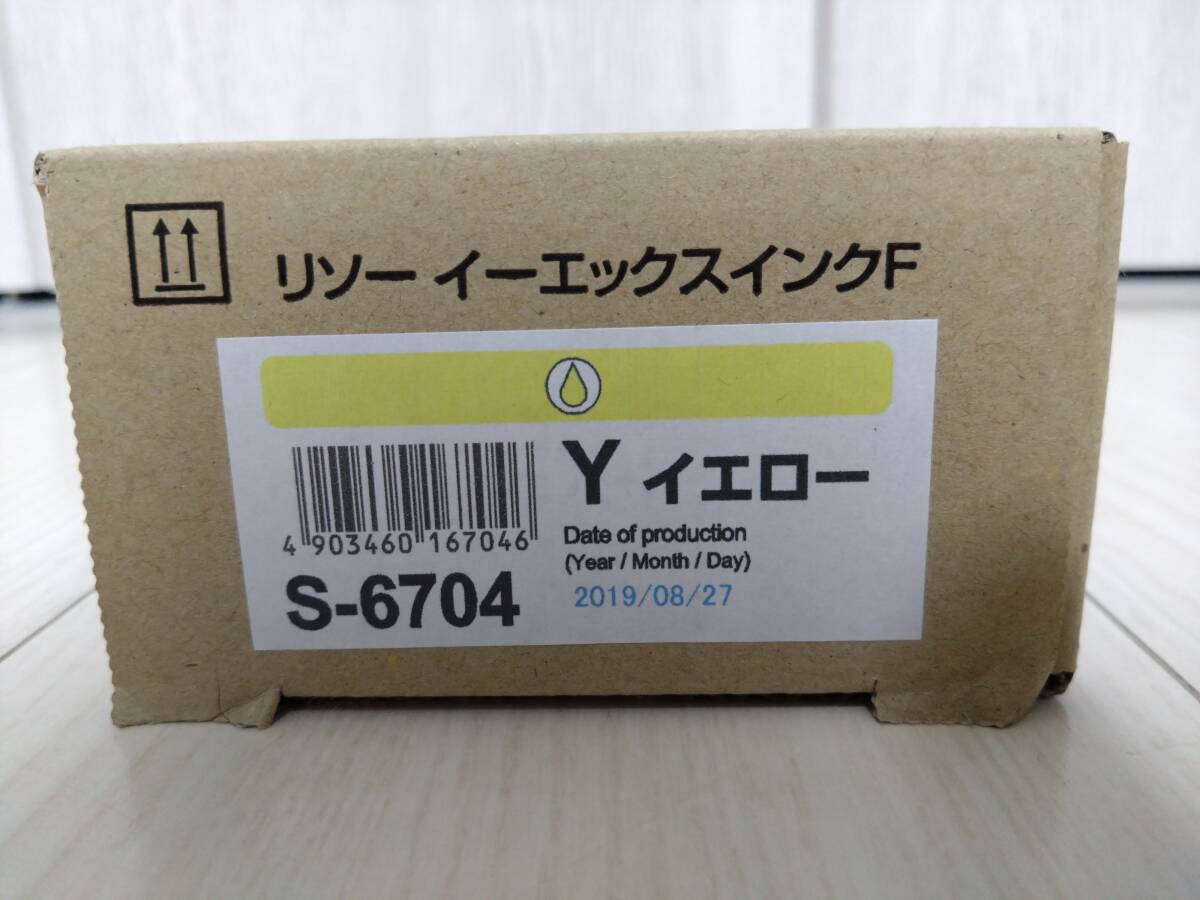 リソー イーエックスインクF
Y イエロー
4 903460 167046
Date of production
(Year / Month / Day)
S-6704
2019/08/27